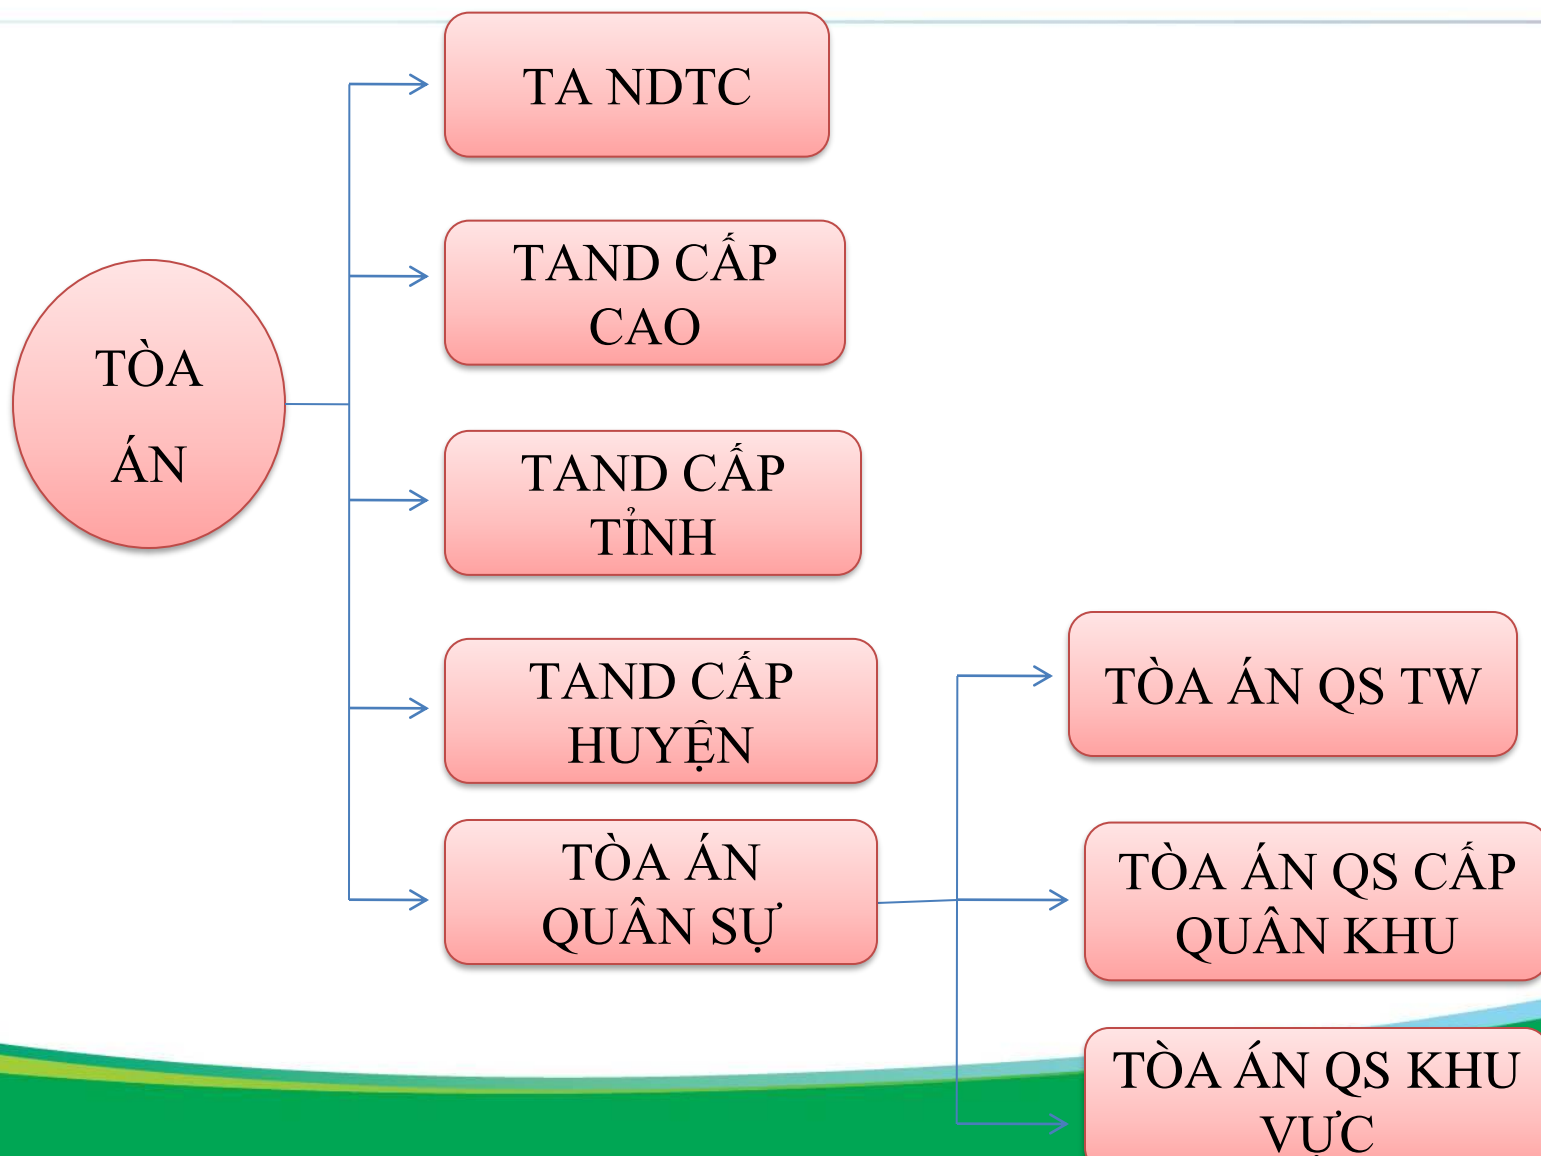 TÒA
ÁN
TA NDTC
TAND CẤP
CAO
TAND CẤP
TỈNH
TAND CẤP
HUYỆN
TÒA ÁN
QUÂN SỰ
TÒA ÁN QS TW
TÒA ÁN QS CẤP
QUÂN KHU
TÒA ÁN QS KHU
VỰC